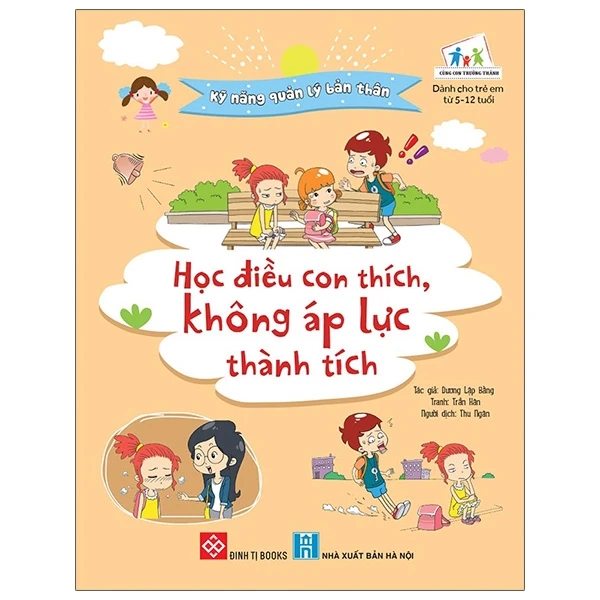 CÙNG CON TRƯỞNG THÀNH
Dành cho trẻ em
từ 5-12 tuổi
Kỹ năng quản lý bản thân
Học điều con thích,
không áp lực
thành tích
Tác giả: Dương Lập Bằng
Tranh: Trần Hân
Người dịch: Thu Ngân
ĐINH TỊ BOOKS
NHÀ XUẤT BẢN HÀ NỘI